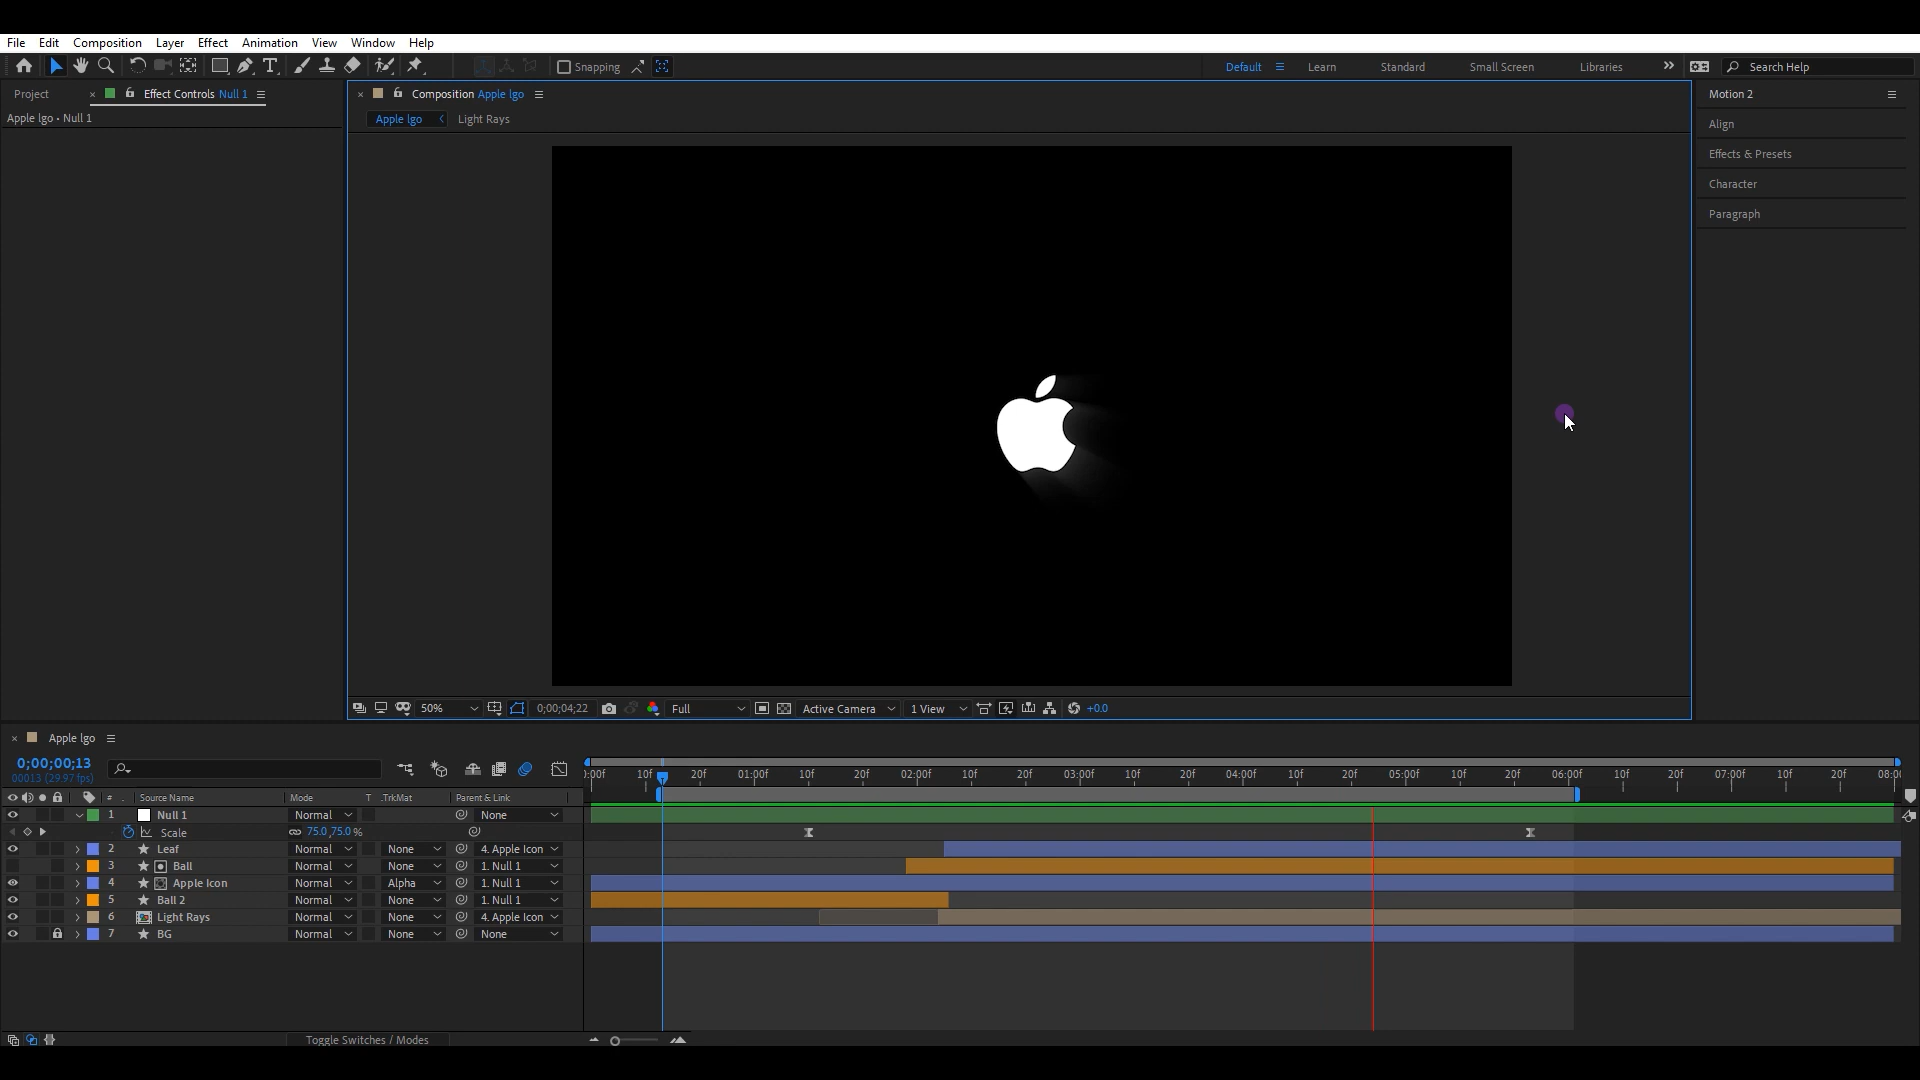 File Edit Composition Layer Effect Animation View Window Help
T Snapping Default Learn Standard Small Screen Libraries Search Help
Project Effect Controls Null 1
Apple lgo • Null 1
Composition Apple lgo
Apple lgo Light Rays
Motion 2
Align
Effects & Presets
Character
Paragraph
50% 0;00;04;22 Full Active Camera 1 View +0.0
Apple lgo
0;00;00;13
00013 (29.97 fps)
):00f 10f 20f 01:00f 10f 20f 02:00f 10f 20f 03:00f 10f 20f 04:00f 10f 20f 05:00f 10f 20f 06:00f 10f 20f 07:00f 10f 20f 08:00
# . Source Name Mode T .TrkMat Parent & Link
1 Null 1 Normal None
Scale 75.0,75.0 %
2 Leaf Normal None 4. Apple Icon
3 Ball Normal None 1. Null 1
4 Apple Icon Normal Alpha 1. Null 1
5 Ball 2 Normal None 1. Null 1
6 Light Rays Normal None 4. Apple Icon
7 BG Normal None None
Toggle Switches / Modes